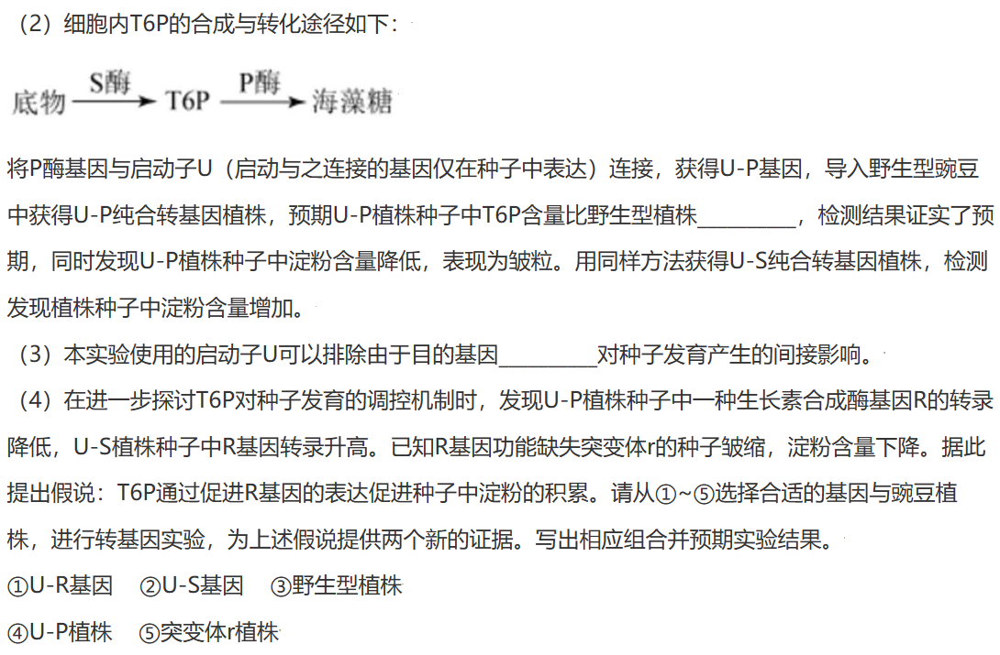 （2）细胞内T6P的合成与转化途径如下：
底物 S酶 T6P P酶 海藻糖
将P酶基因与启动子U（启动与之连接的基因仅在种子中表达）连接，获得U-P基因，导入野生型豌豆
中获得U-P纯合转基因植株，预期U-P植株种子中T6P含量比野生型植株_________，检测结果证实了预
期，同时发现U-P植株种子中淀粉含量降低，表现为皱粒。用同样方法获得U-S纯合转基因植株，检测
发现植株种子中淀粉含量增加。
（3）本实验使用的启动子U可以排除由于目的基因_________对种子发育产生的间接影响。
（4）在进一步探讨T6P对种子发育的调控机制时，发现U-P植株种子中一种生长素合成酶基因R的转录
降低，U-S植株种子中R基因转录升高。已知R基因功能缺失突变体r的种子皱缩，淀粉含量下降。据此
提出假说：T6P通过促进R基因的表达促进种子中淀粉的积累。请从①~⑤选择合适的基因与豌豆植
株，进行转基因实验，为上述假说提供两个新的证据。写出相应组合并预期实验结果。
①U-R基因 ②U-S基因 ③野生型植株
④U-P植株 ⑤突变体r植株